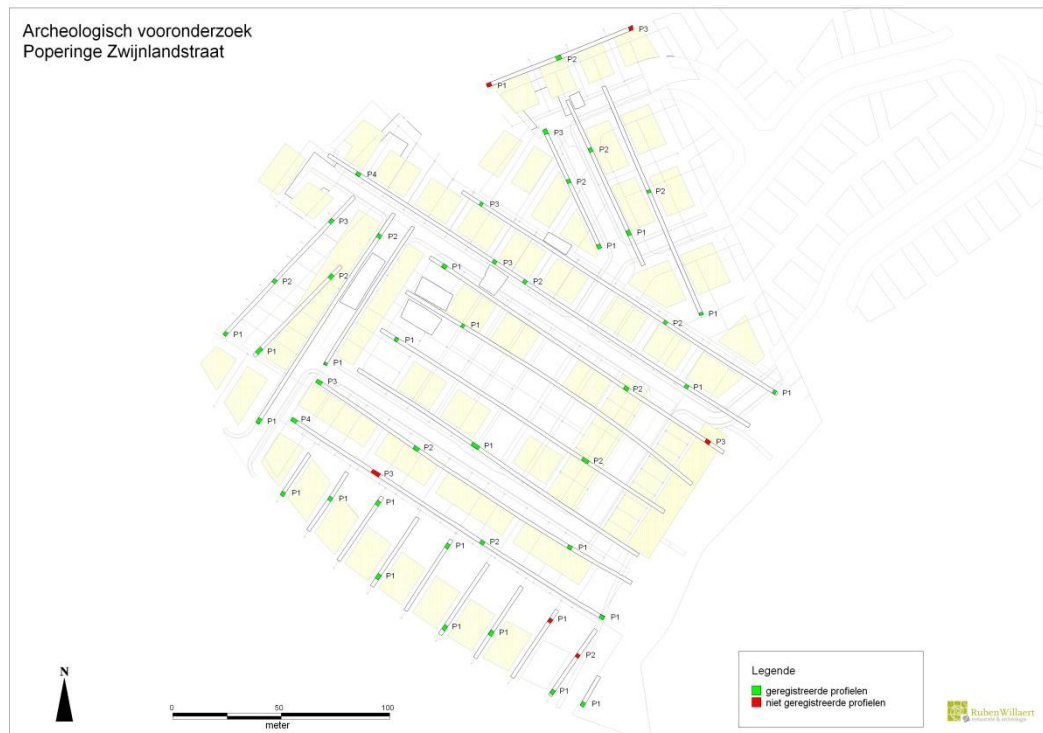 Archeologisch vooronderzoek
Poperinge Zwijnlandstraat
P3
P2
P1
P3
P2
P4
P2
P2
P3
P3
P1
P2
P1
P3
P1
P2
P2
P2
P1
P1
P2
P1
P1
P1
P1
P3
P2
P1
P1
P4
P1
P3
P2
P1
P2
P3
P1
P1
P1
P2
P1
P1
P1
P1
P1
P1
P1
P2
P1
P1
N
0
50
100
meter
Legende
geregistreerde profielen
niet geregistreerde profielen
RubenWillaert